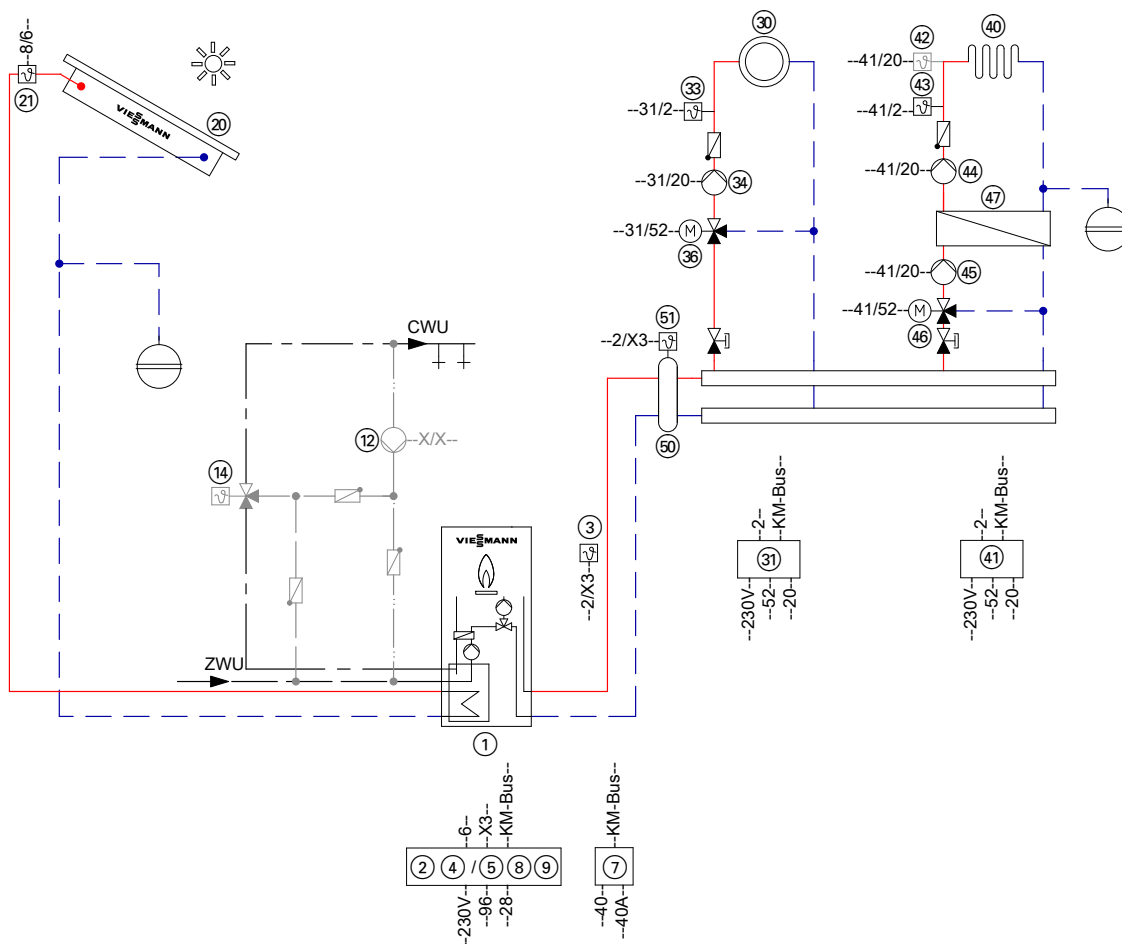 --8/6--
21
VIESSMANN
20
30
33
--31/2--
--31/20--
34
--31/52--
M
36
42
--41/20--
40
43
--41/2--
--41/20--
44
47
--41/20--
45
--41/52--
M
46
51
--2/X3--
50
CWU
12
--X/X--
14
ZWU
VIESSMANN
1
3
--2/X3--
--2--
--KM-Bus--
31
--230V--
--52--
--20--
--2--
--KM-Bus--
41
--230V--
--52--
--20--
--6--
--X3--
--KM-Bus--
2 4 / 5 8 9
--230V--
--96--
--28--
--KM-Bus--
7
--40--
--40A--